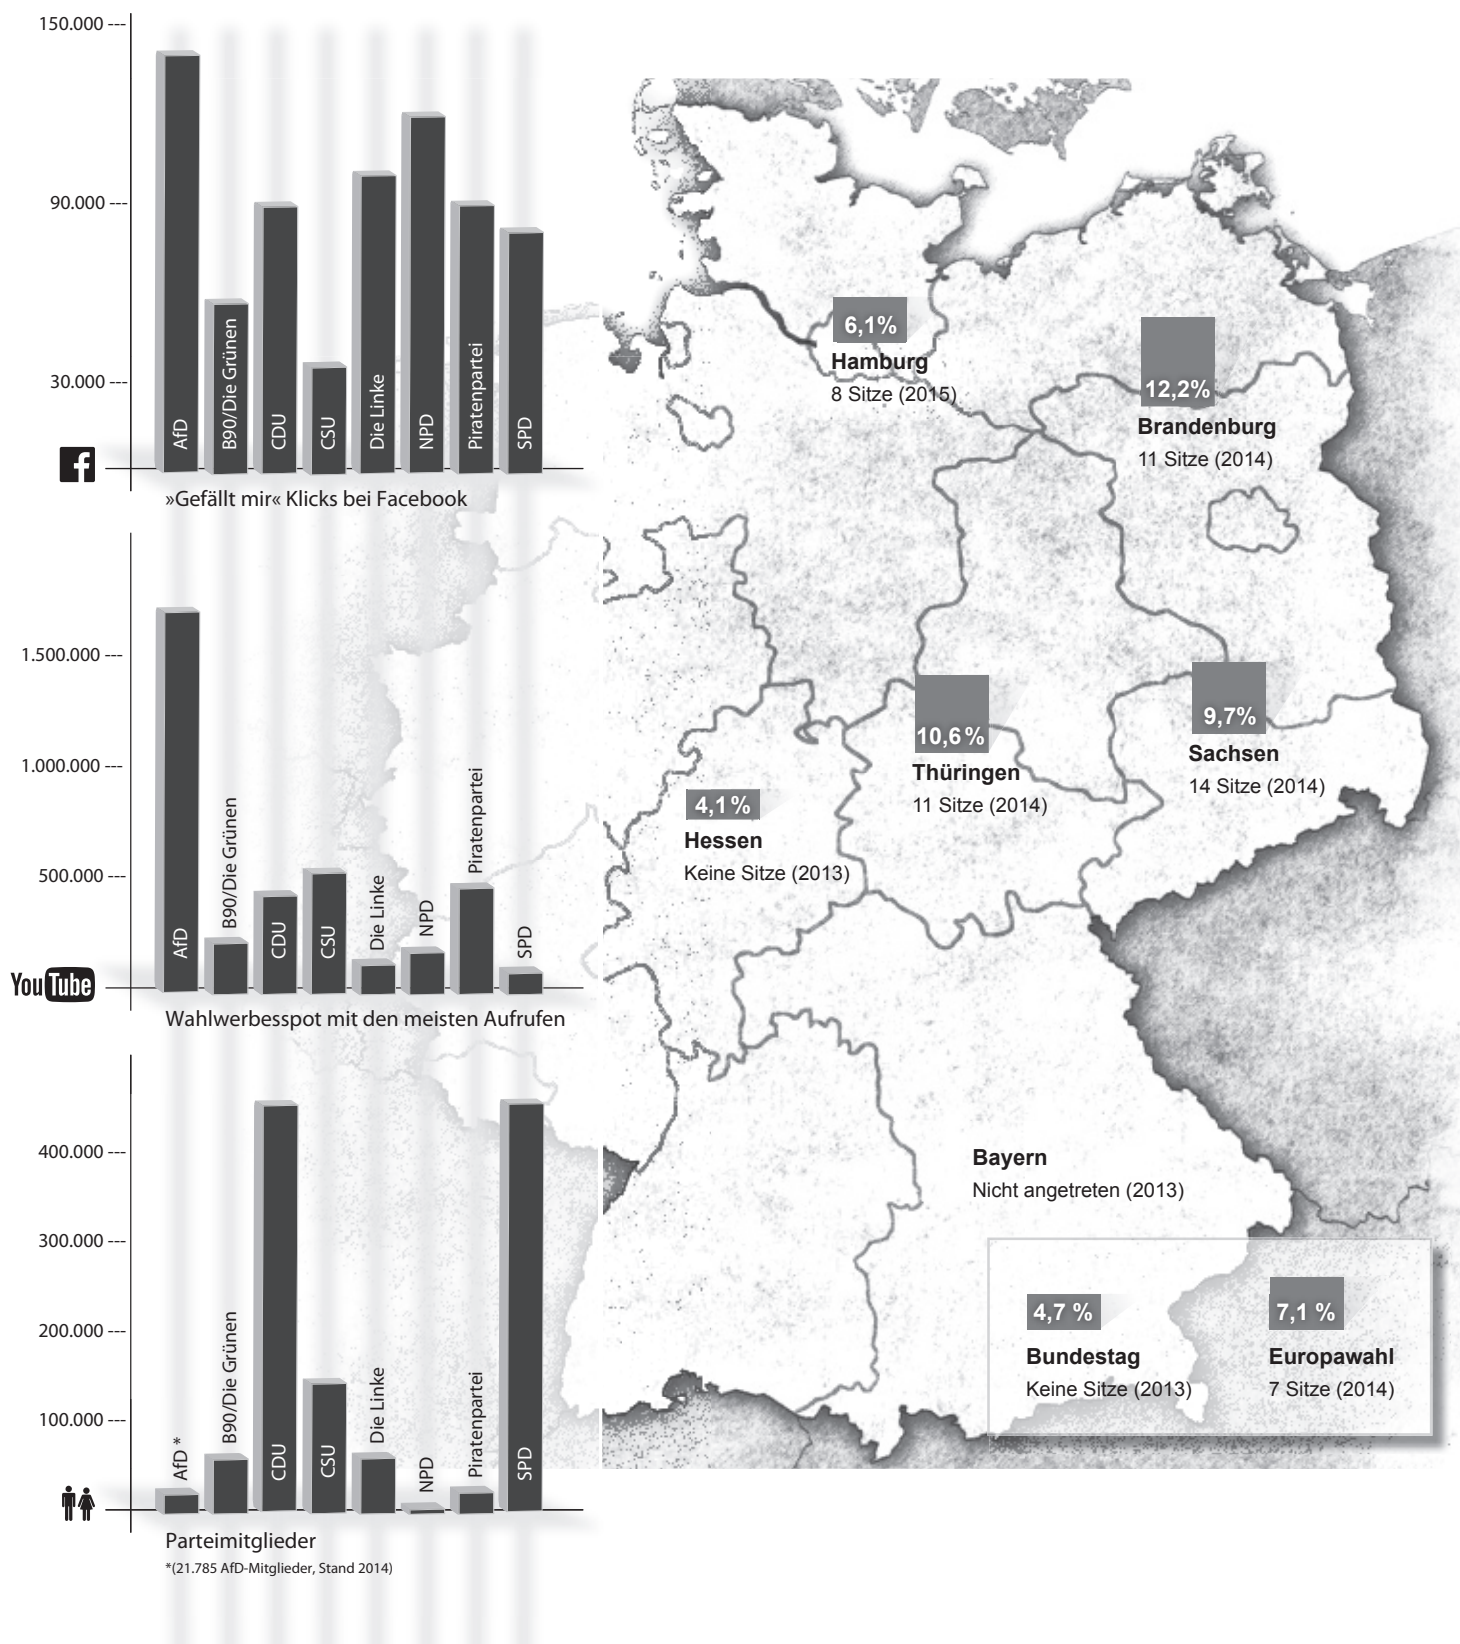 150.000 ---
90.000 ---
30.000 ---
AfD
B90/Die Grünen
CDU
CSU
Die Linke
NPD
Piratenpartei
SPD
f
»Gefällt mir« Klicks bei Facebook
1.500.000 ---
1.000.000 ---
500.000 ---
AfD
B90/Die Grünen
CDU
CSU
Die Linke
NPD
Piratenpartei
SPD
YouTube
Wahlwerbesspot mit den meisten Aufrufen
400.000 ---
300.000 ---
200.000 ---
100.000 ---
AfD *
B90/Die Grünen
CDU
CSU
Die Linke
NPD
Piratenpartei
SPD
Parteimitglieder
*(21.785 AfD-Mitglieder, Stand 2014)
6,1%
Hamburg
8 Sitze (2015)
12,2%
Brandenburg
11 Sitze (2014)
10,6 %
Thüringen
11 Sitze (2014)
9,7%
Sachsen
14 Sitze (2014)
4,1 %
Hessen
Keine Sitze (2013)
Bayern
Nicht angetreten (2013)
4,7 %
Bundestag
Keine Sitze (2013)
7,1 %
Europawahl
7 Sitze (2014)